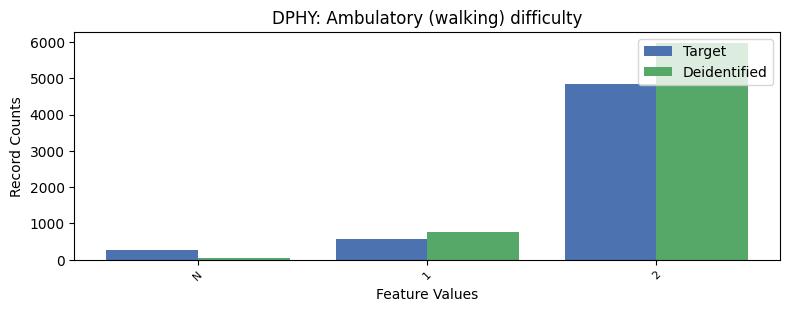 DPHY: Ambulatory (walking) difficulty
Record Counts
6000
5000
4000
3000
2000
1000
0
Target
Deidentified
N
1
2
Feature Values